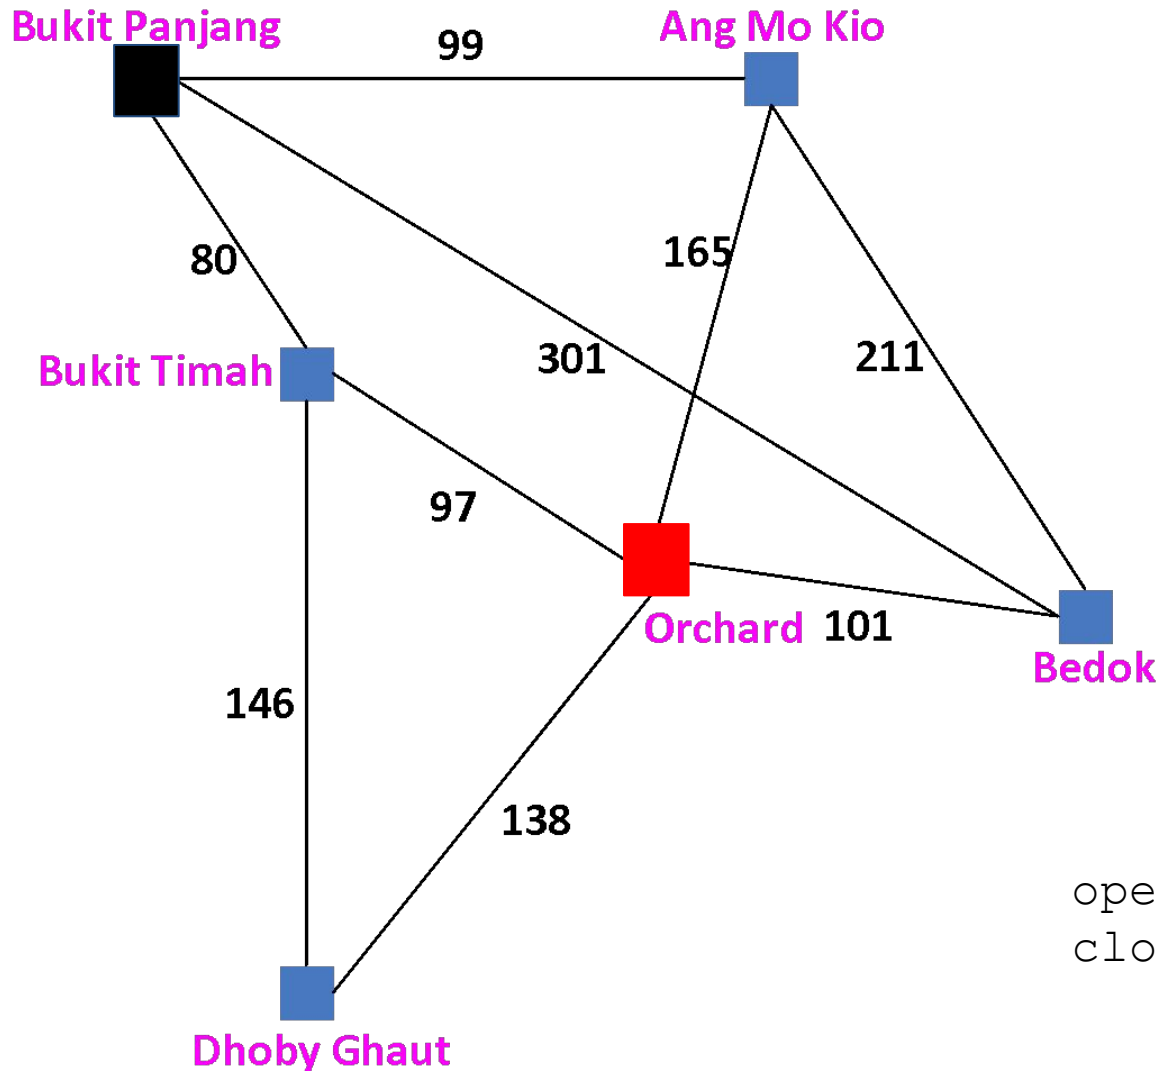 Bukit Panjang
99
Ang Mo Kio
80
165
301
211
Bukit Timah
97
Orchard
101
Bedok
146
138
ope
clo
Dhoby Ghaut